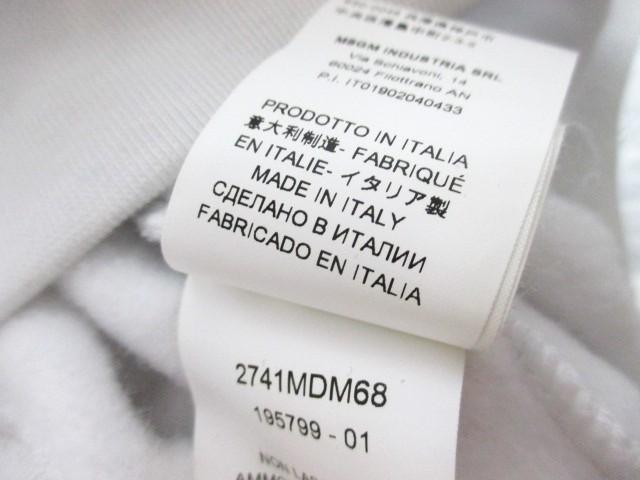 MSGM INDUSTRIA SRL
Via Schiavoni, 14
60024 Filottrano AN
P.I. IT01902040433
PRODOTTO IN ITALIA
意大利制造- FABRIQUÉ
EN ITALIE- イタリア製
MADE IN ITALY
СДЕЛАНО В ИТАЛИИ
FABRICADO EN ITALIA
2741MDM68
195799 - 01
NON